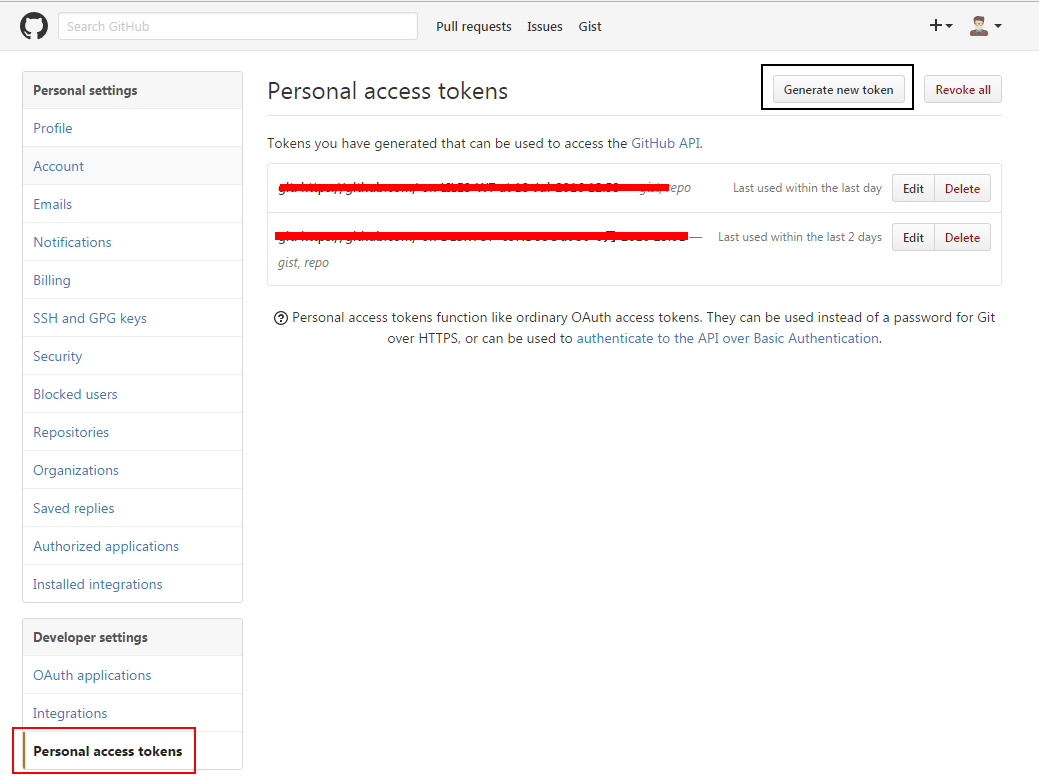 Search GitHub
Pull requests Issues Gist
Personal settings
Profile
Account
Emails
Notifications
Billing
SSH and GPG keys
Security
Blocked users
Repositories
Organizations
Saved replies
Authorized applications
Installed integrations
Developer settings
OAuth applications
Integrations
Personal access tokens
Personal access tokens
Generate new token
Revoke all
Tokens you have generated that can be used to access the GitHub API.
repo Last used within the last day Edit Delete
— Last used within the last 2 days Edit Delete
gist, repo
Personal access tokens function like ordinary OAuth access tokens. They can be used instead of a password for Git
over HTTPS, or can be used to authenticate to the API over Basic Authentication.